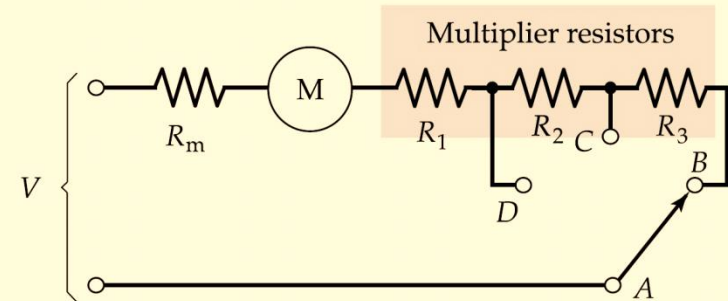 Multiplier resistors
M
R₁
R₂
R₃
Rₘ
C
B
V
D
A